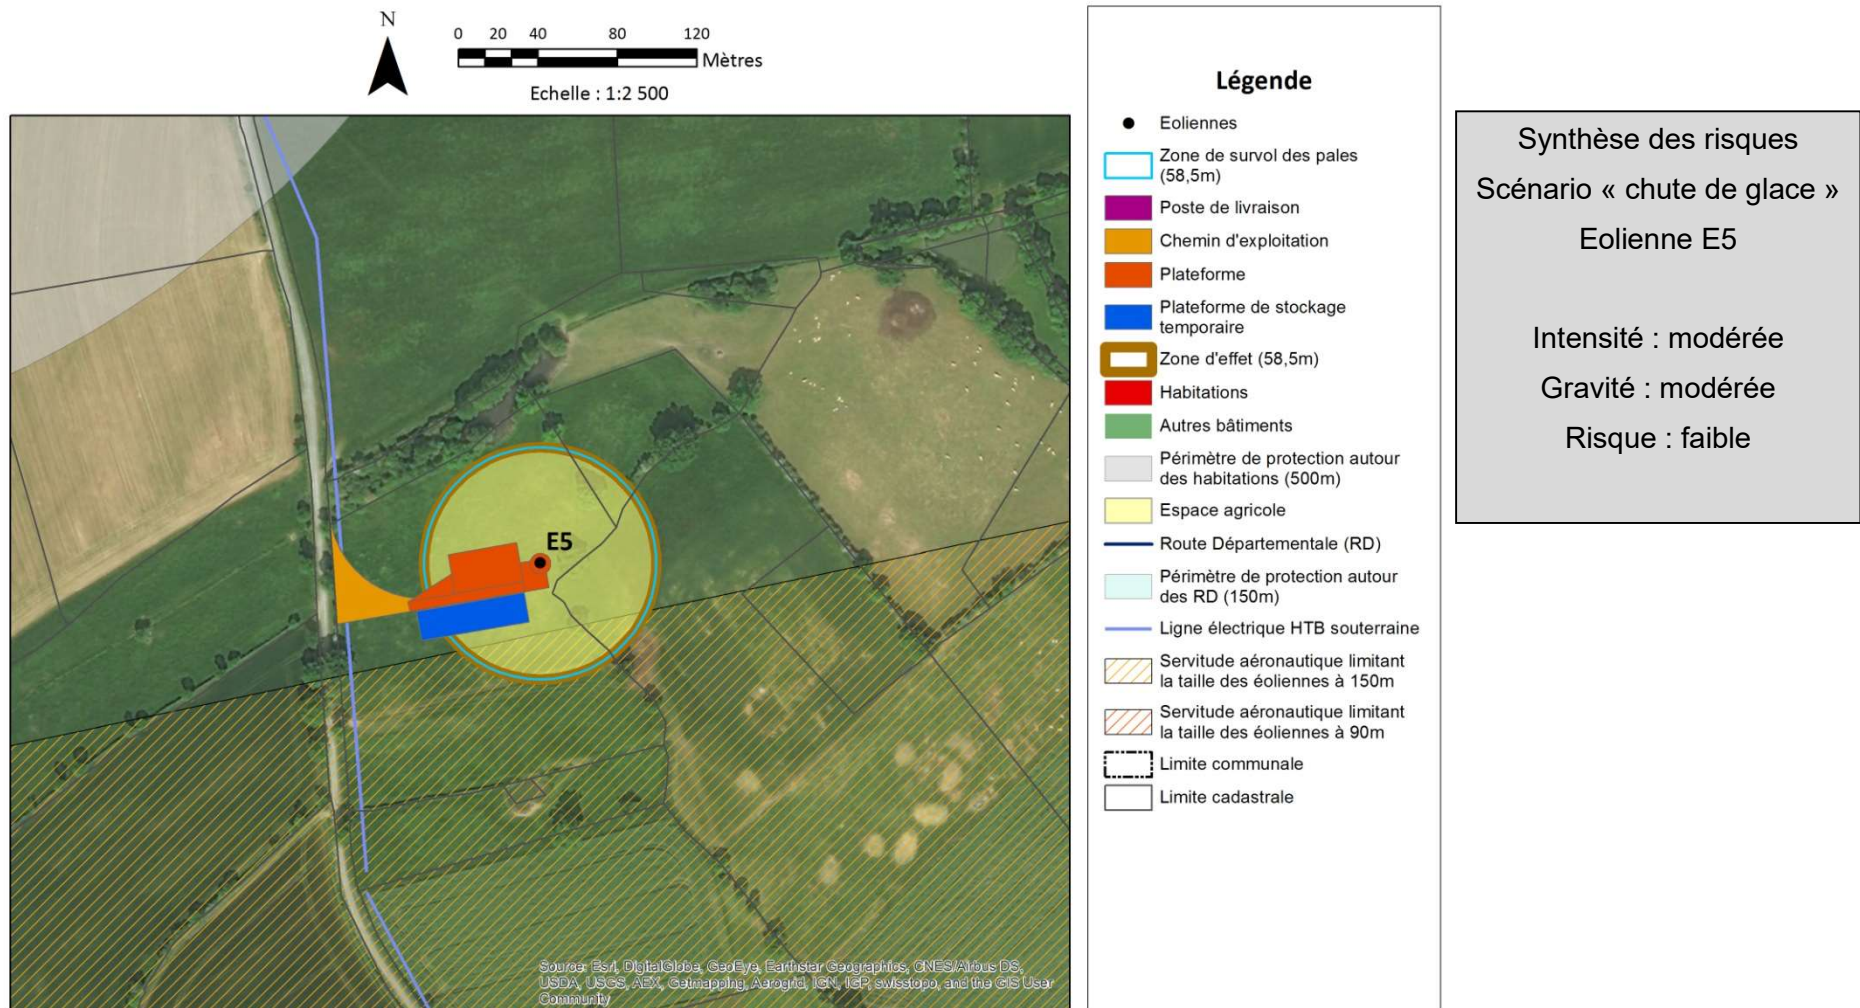 N
0 20 40 80 120
Mètres
Echelle : 1:2 500
E5
Source: Esri, DigitalGlobe, GeoEye, Earthstar Geographics, CNES/Airbus DS,
USDA, USGS, AEX, Getmapping, Aerogrid, IGN, IGP, swisstopo, and the GIS User
Community
Légende
Eoliennes
Zone de survol des pales
(58,5m)
Poste de livraison
Chemin d'exploitation
Plateforme
Plateforme de stockage
temporaire
Zone d'effet (58,5m)
Habitations
Autres bâtiments
Périmètre de protection autour
des habitations (500m)
Espace agricole
Route Départementale (RD)
Périmètre de protection autour
des RD (150m)
Ligne électrique HTB souterraine
Servitude aéronautique limitant
la taille des éoliennes à 150m
Servitude aéronautique limitant
la taille des éoliennes à 90m
Limite communale
Limite cadastrale
Synthèse des risques
Scénario « chute de glace »
Eolienne E5
Intensité : modérée
Gravité : modérée
Risque : faible